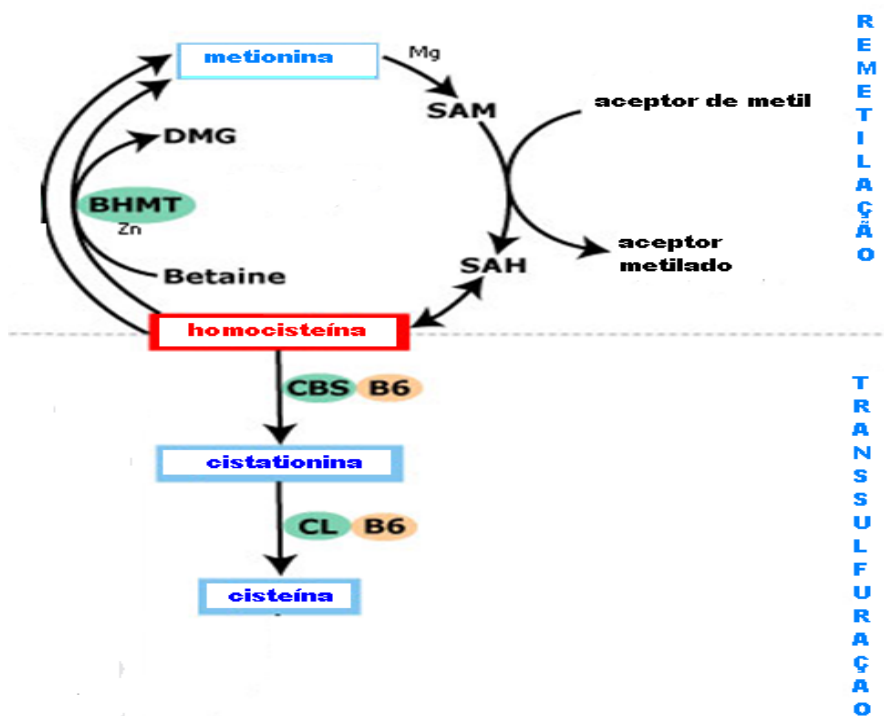 metionina
Mg
SAM
aceptor de metil
DMG
BHMT
Zn
Betaine
SAH
aceptor
metilado
homocisteína
CBS B6
cistationina
CL B6
cisteína
REMETILAÇÃO
TRANSSULFURAÇAO